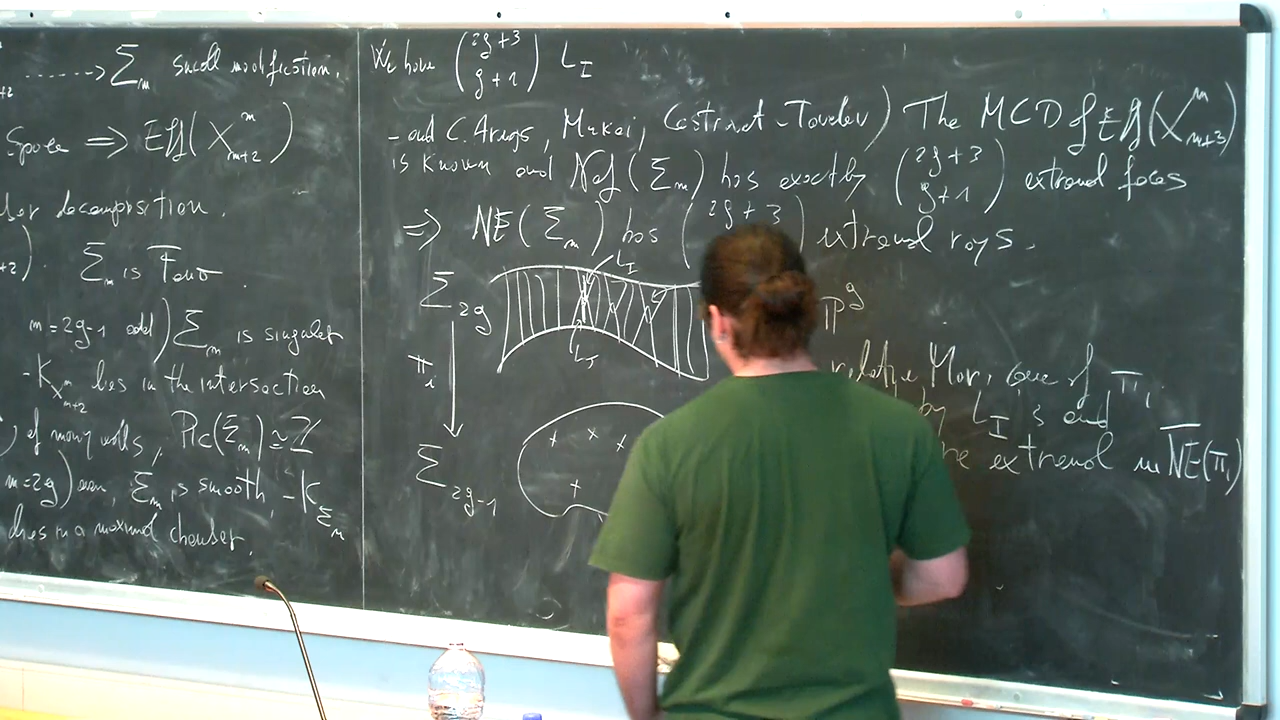 +2 ......> Σ_m small modification.
Space ⇒ Eff(X^m_{m+2})
decomposition.
+2). Σ_m is Fano
m=2g-1 odd) Σ_m is singular
-K_{X^m_{m+2}} lies in the intersection
) of many walls, Pic(Σ_m) ≃ ℤ
m=2g) even, Σ_m is smooth, -K_{Σ_m}
lies in a maximal chamber.
We have (2g+3 g+1) L_I
- and C. Araujo, Mukai, Castravet-Tevelev) The MCD of Eff(X^m_{m+3})
is known and Nef(Σ_m) has exactly (2g+3 g+1) extremal faces
⇒ NE(Σ_m) has (2g+3 extremal rays.
Σ_{2g} L_I ℙ^g
L_J
π_i relative Mor. cone of π_i
by L_I's and
Σ_{2g-1} re extremal in NE(π_i)